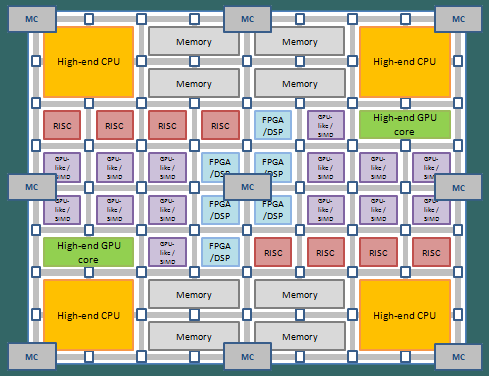 MC
MC
MC
High-end CPU
Memory
Memory
High-end CPU
Memory
Memory
RISC
RISC
RISC
RISC
FPGA
/DSP
GPU-
like /
SIMD
High-end GPU
core
GPU-
like /
SIMD
GPU-
like /
SIMD
GPU-
like /
SIMD
FPGA
/DSP
FPGA
/DSP
GPU-
like /
SIMD
GPU-
like /
SIMD
GPU-
like /
SIMD
MC
MC
MC
GPU-
like /
SIMD
GPU-
like /
SIMD
GPU-
like /
SIMD
FPGA
/DSP
FPGA
/DSP
GPU-
like /
SIMD
GPU-
like /
SIMD
GPU-
like /
SIMD
High-end GPU
core
GPU-
like /
SIMD
FPGA
/DSP
RISC
RISC
RISC
RISC
High-end CPU
Memory
Memory
High-end CPU
Memory
Memory
MC
MC
MC